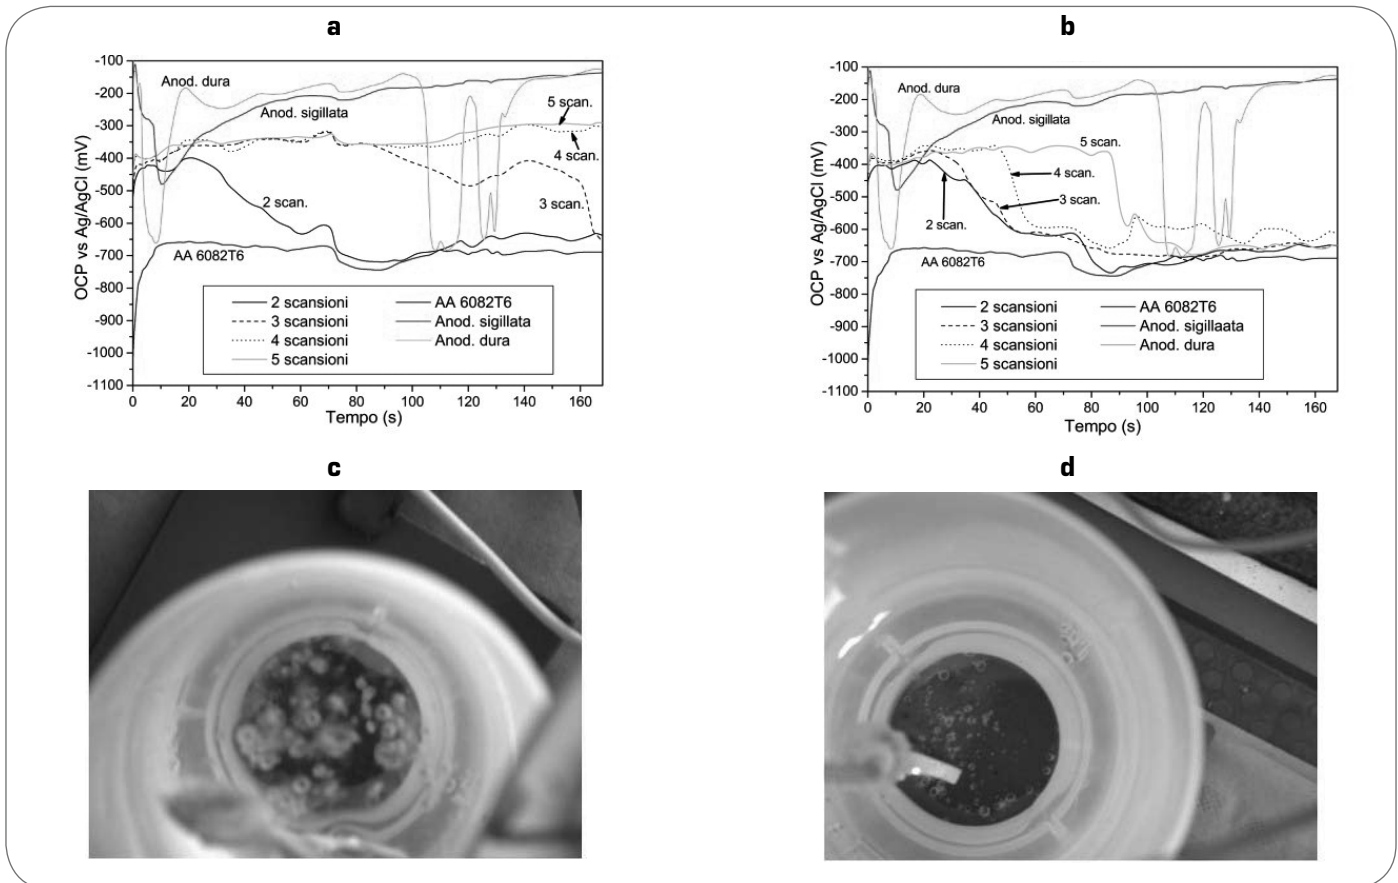 a
b
-100
-200
-300
-400
-500
-600
-700
-800
-900
-1000
-1100
OCP vs Ag/AgCl (mV)
Anod. dura
Anod. sigillata
5 scan.
4 scan.
3 scan.
2 scan.
AA 6082T6
2 scansioni
3 scansioni
4 scansioni
5 scansioni
AA 6082T6
Anod. sigillata
Anod. dura
0 20 40 60 80 100 120 140 160
Tempo (s)
-100
-200
-300
-400
-500
-600
-700
-800
-900
-1000
-1100
OCP vs Ag/AgCl (mV)
Anod. dura
Anod. sigillata
5 scan.
4 scan.
3 scan.
2 scan.
AA 6082T6
2 scansioni
3 scansioni
4 scansioni
5 scansioni
AA 6082T6
Anod. sigillaata
Anod. dura
0 20 40 60 80 100 120 140 160
Tempo (s)
c
d